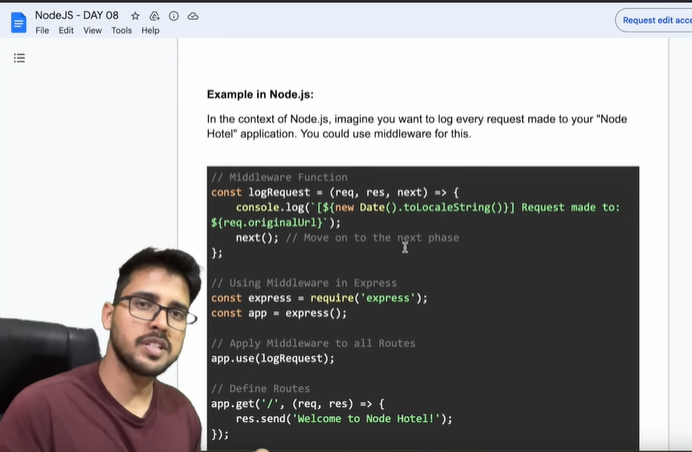 NodeJS - DAY 08
Request edit acce
File Edit View Tools Help
Example in Node.js:
In the context of Node.js, imagine you want to log every request made to your "Node
Hotel" application. You could use middleware for this.
// Middleware Function
const logRequest = (req, res, next) => {
    console.log(`[${new Date().toLocaleString()}] Request made to:
${req.originalUrl}`);
    next(); // Move on to the next phase
};
// Using Middleware in Express
const express = require('express');
const app = express();
// Apply Middleware to all Routes
app.use(logRequest);
// Define Routes
app.get('/', (req, res) => {
    res.send('Welcome to Node Hotel!');
});